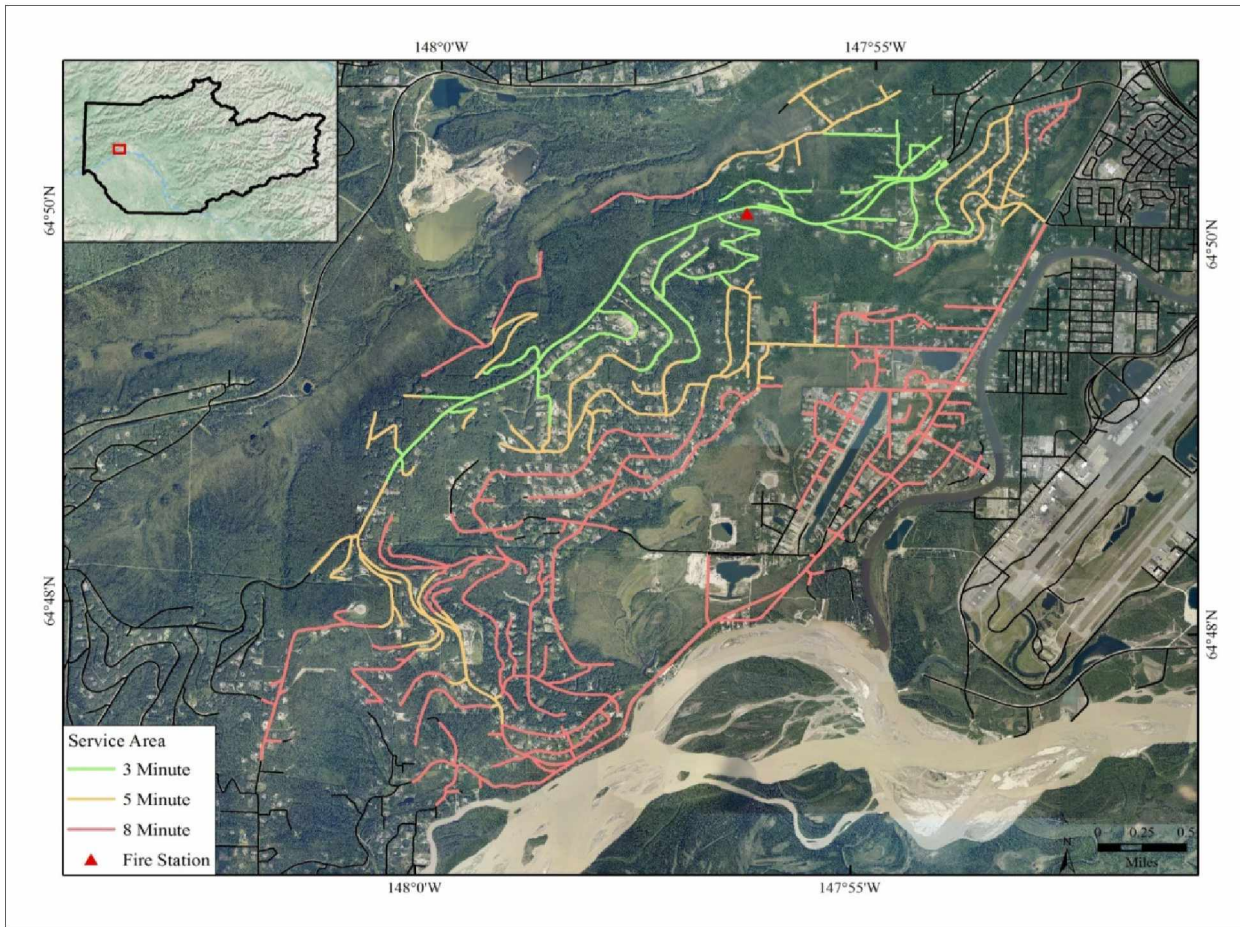 148°0'W
147°55'W
64°50'N
64°50'N
64°48'N
64°48'N
Service Area
3 Minute
5 Minute
8 Minute
Fire Station
N
0 0.25 0.5
Miles
148°0'W
147°55'W